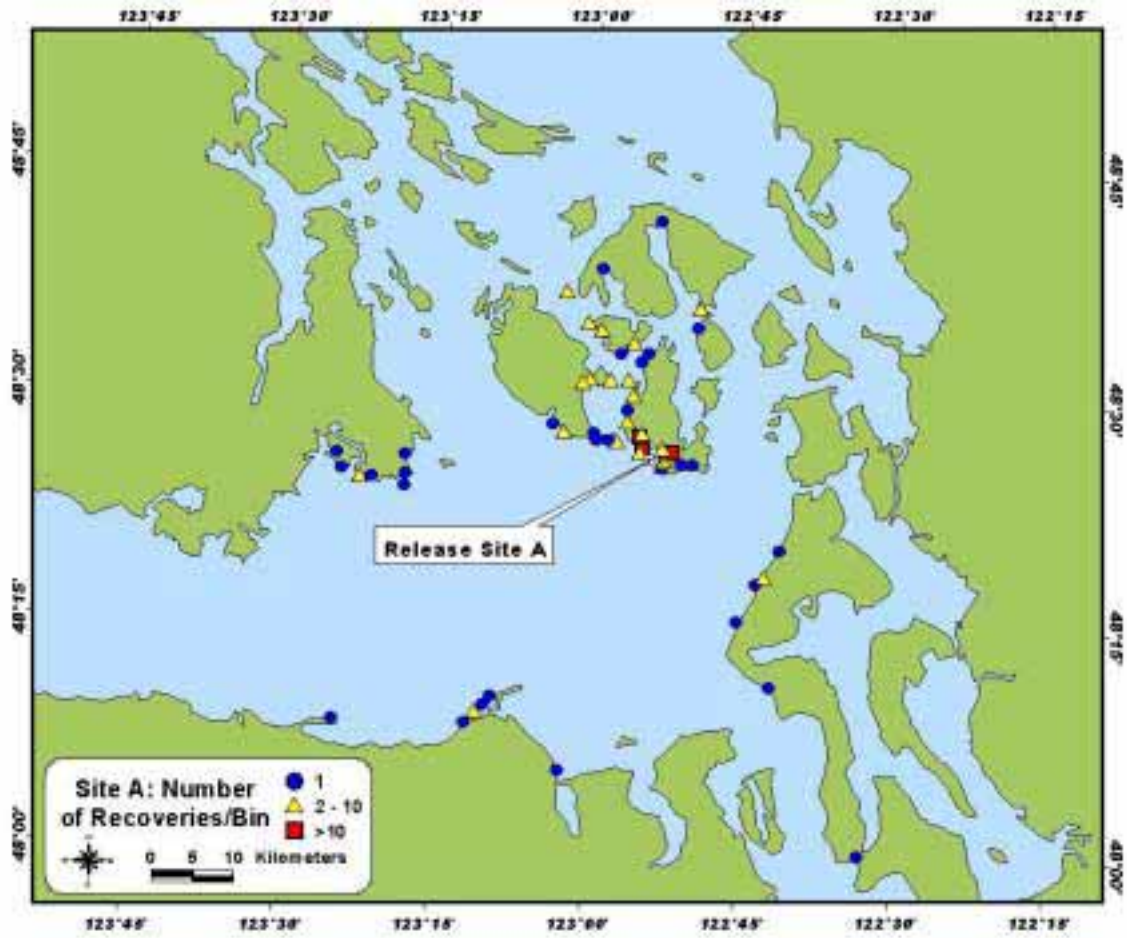 123°45' 123°30' 123°15' 123°00' 122°45' 122°30' 122°15'
48°45'
48°45'
48°30'
48°30'
Release Site A
48°15'
48°15'
Site A: Number
of Recoveries/Bin
1
2 - 10
>10
0 5 10 Kilometers
48°00'
48°00'
123°45' 123°30' 123°15' 123°00' 122°45' 122°30' 122°15'